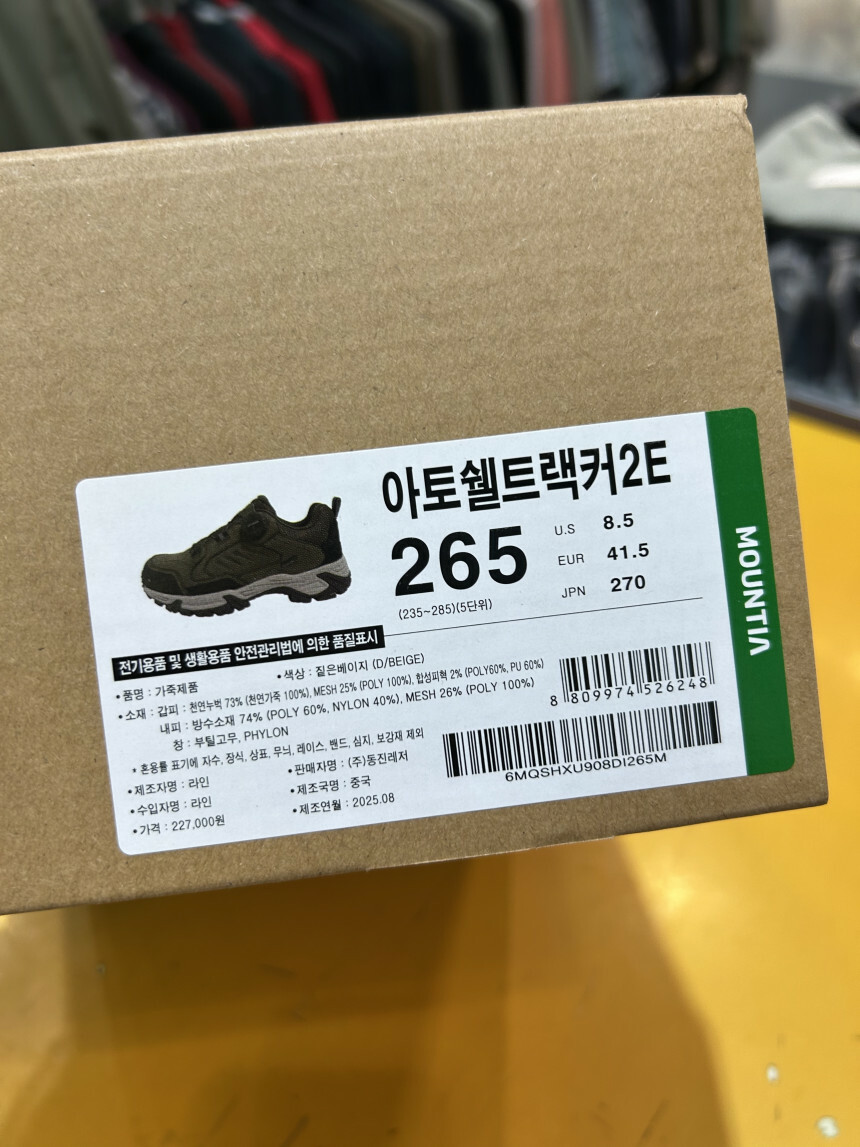 아토쉘트랙커2E
265
(235~285)(5단위)
U.S 8.5
EUR 41.5
JPN 270
MOUNTIA
전기용품 및 생활용품 안전관리법에 의한 품질표시
•품명 : 가죽제품
•색상 : 짙은베이지 (D/BEIGE)
•소재 : 갑피 : 천연누벅 73% (천연가죽 100%), MESH 25% (POLY 100%), 합성피혁 2% (POLY60%, PU 60%)
내피 : 방수소재 74% (POLY 60%, NYLON 40%), MESH 26% (POLY 100%)
창 : 부틸고무, PHYLON
* 혼용률 표기에 자수, 장식, 상표, 무늬, 레이스, 밴드, 심지, 보강재 제외
•제조자명 : 라인
•판매자명 : (주)동진레저
•수입자명 : 라인
•제조국명 : 중국
•가격 : 227,000원
•제조연월 : 2025.08
8 809974 526248
6MQSHXU908DI265M